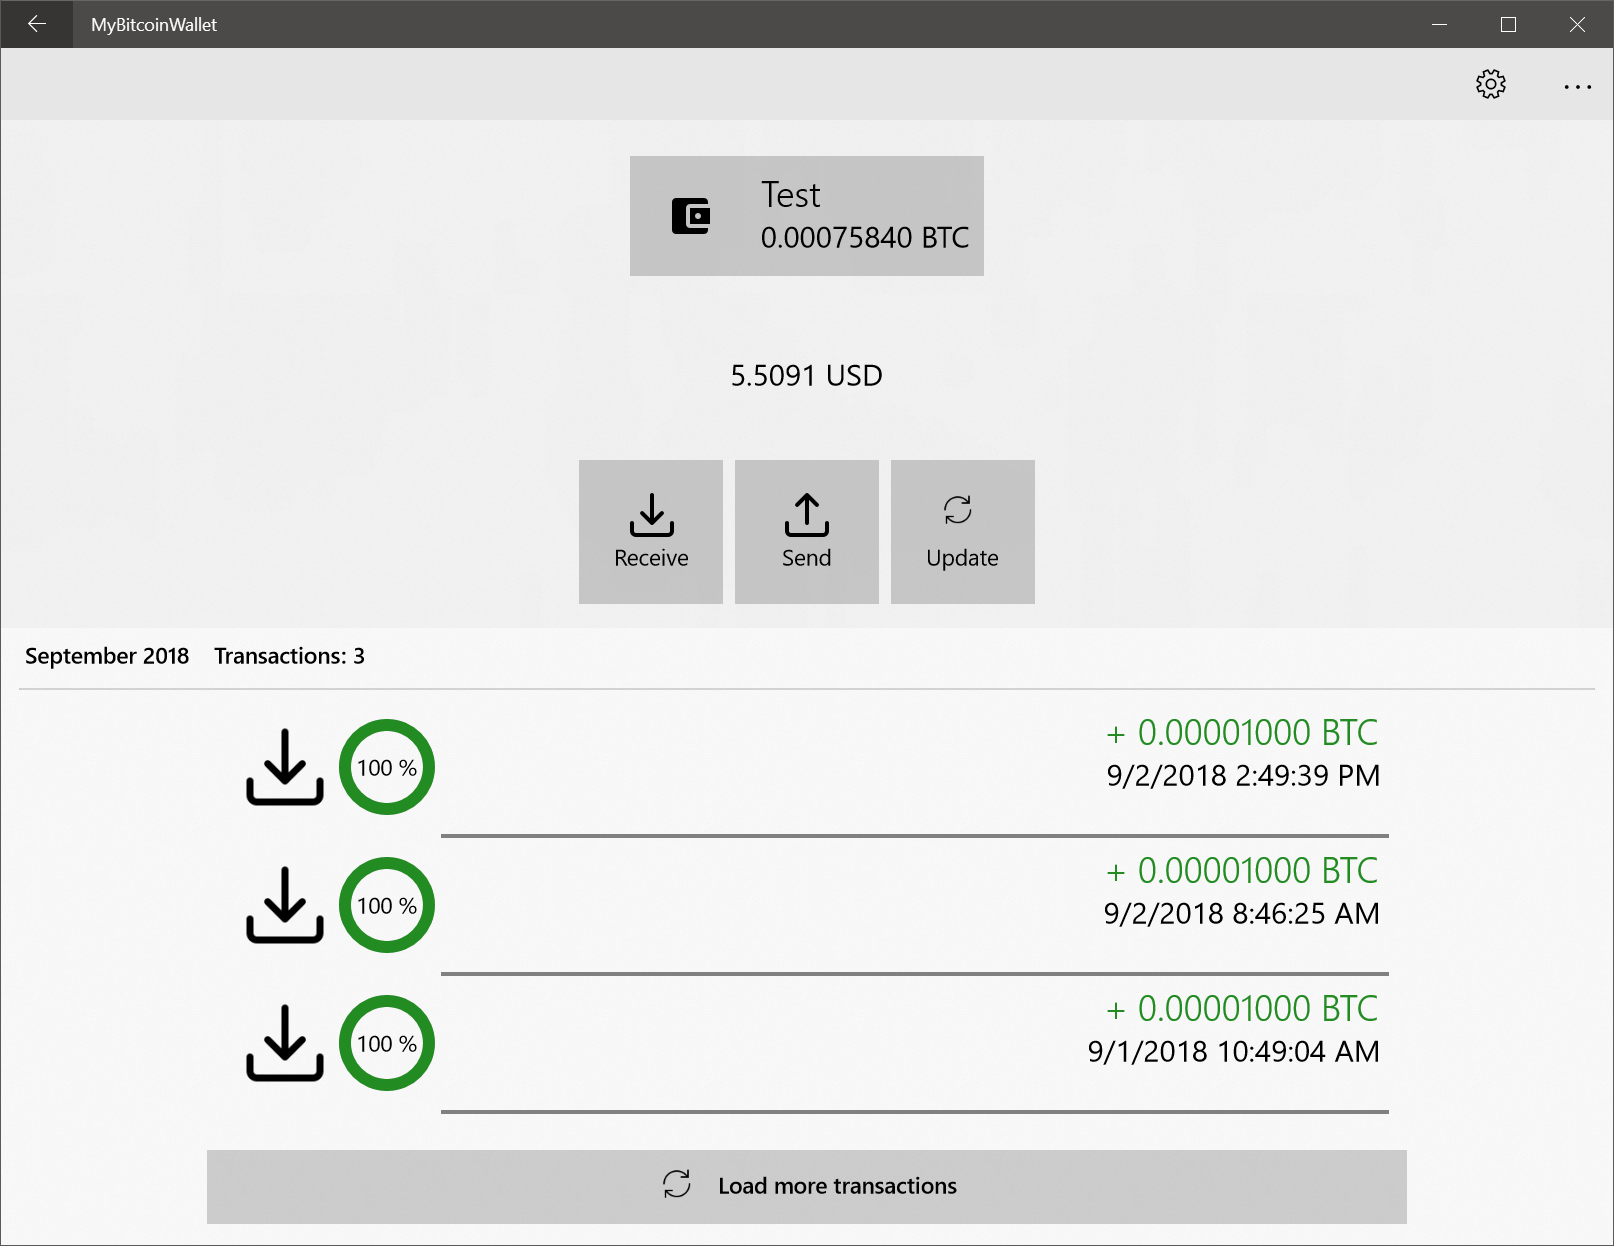 MyBitcoinWallet
Test
0.00075840 BTC
5.5091 USD
Receive
Send
Update
September 2018 Transactions: 3
100 %
+ 0.00001000 BTC
9/2/2018 2:49:39 PM
100 %
+ 0.00001000 BTC
9/2/2018 8:46:25 AM
100 %
+ 0.00001000 BTC
9/1/2018 10:49:04 AM
Load more transactions